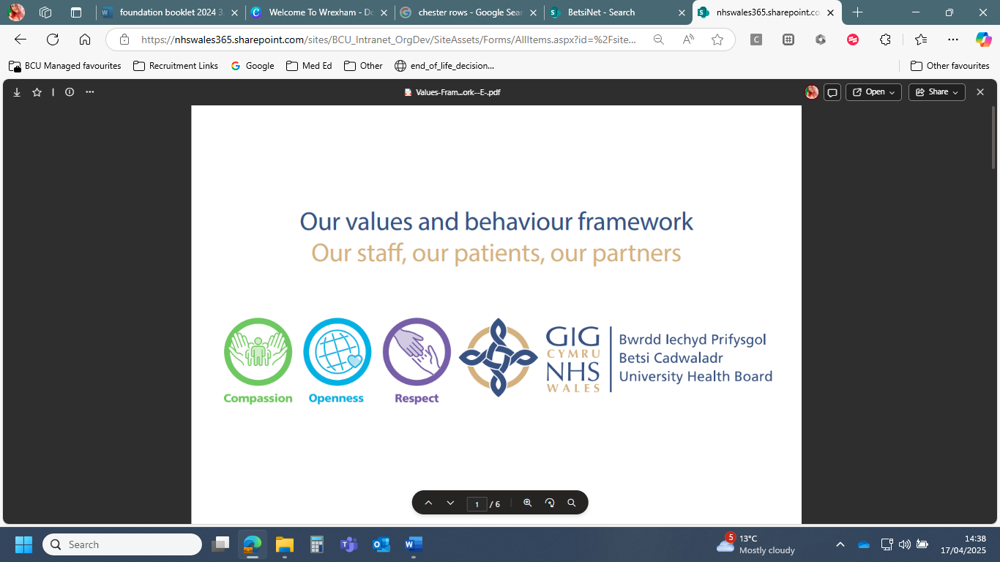 foundation booklet 2024 3.
Welcome To Wrexham - Do
chester rows - Google Sear
BetsiNet - Search
nhswales365.sharepoint.co
https://nhswales365.sharepoint.com/sites/BCU_Intranet_OrgDev/SiteAssets/Forms/AllItems.aspx?id=%2Fsite...
BCU Managed favourites
Recruitment Links
Google
Med Ed
Other
end_of_life_decision...
Other favourites
Values-Fram...ork--E-.pdf
Open
Share
Our values and behaviour framework
Our staff, our patients, our partners
Compassion
Openness
Respect
GIG
CYMRU
NHS
WALES
Bwrdd Iechyd Prifysgol
Betsi Cadwaladr
University Health Board
1 / 6
Search
5
13°C
Mostly cloudy
14:38
17/04/2025